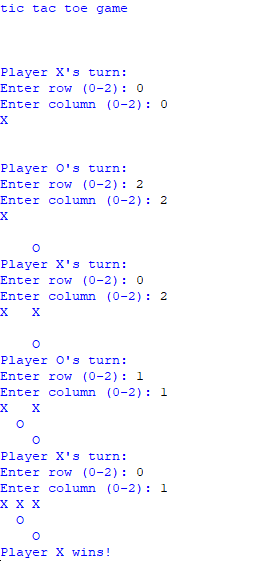 tic tac toe game
Player X's turn:
Enter row (0-2): 0
Enter column (0-2): 0
X
Player O's turn:
Enter row (0-2): 2
Enter column (0-2): 2
X
    O
Player X's turn:
Enter row (0-2): 0
Enter column (0-2): 2
X   X
    O
Player O's turn:
Enter row (0-2): 1
Enter column (0-2): 1
X   X
  O
    O
Player X's turn:
Enter row (0-2): 0
Enter column (0-2): 1
X X X
  O
    O
Player X wins!